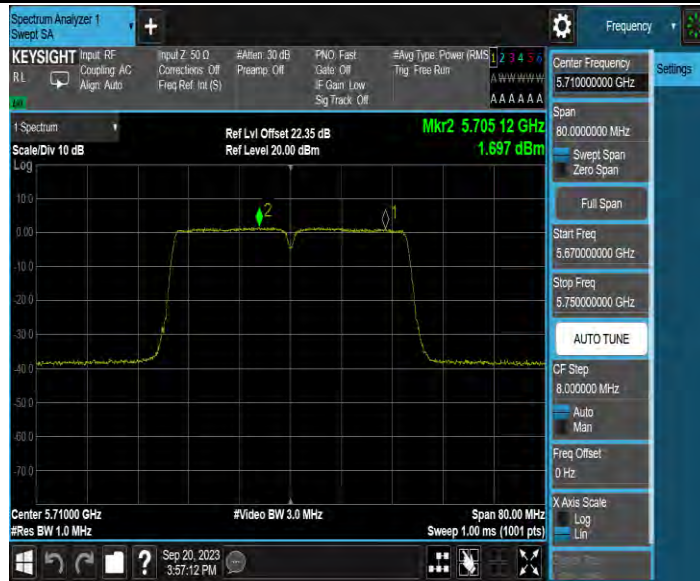 Spectrum Analyzer 1
Swept SA
Frequency
KEYSIGHT
RL
Input: RF
Coupling: AC
Align: Auto
Input Z: 50 Ω
Corrections: Off
Freq Ref: Int (S)
#Atten: 30 dB
Preamp: Off
PNO: Fast
Gate: Off
IF Gain: Low
Sig Track: Off
#Avg Type: Power (RMS
Trig: Free Run
1 2 3 4 5 6
A W W W W W
A A A A A A
Center Frequency
5.710000000 GHz
Settings
Span
80.0000000 MHz
Swept Span
Zero Span
Full Span
Start Freq
5.670000000 GHz
Stop Freq
5.750000000 GHz
AUTO TUNE
CF Step
8.000000 MHz
Auto
Man
Freq Offset
0 Hz
X Axis Scale
Log
Lin
1 Spectrum
Scale/Div 10 dB
Log
Ref Lvl Offset 22.35 dB
Ref Level 20.00 dBm
Mkr2 5.705 12 GHz
1.697 dBm
10.0
0.00
-10.0
-20.0
-30.0
-40.0
-50.0
-60.0
-70.0
2
1
Center 5.71000 GHz
#Res BW 1.0 MHz
#Video BW 3.0 MHz
Span 80.00 MHz
Sweep 1.00 ms (1001 pts)
Sep 20, 2023
3:57:12 PM